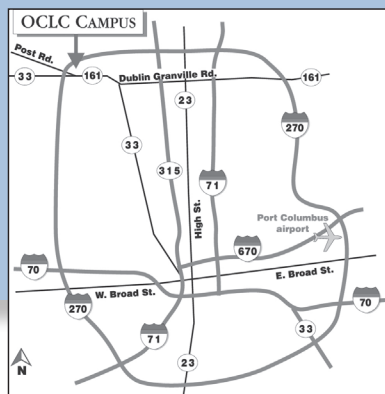 OCLC CAMPUS
Post Rd.
33
161
Dublin Granville Rd.
161
23
270
33
315
71
High St.
Port Columbus
airport
670
70
E. Broad St.
W. Broad St.
270
70
33
71
23
N